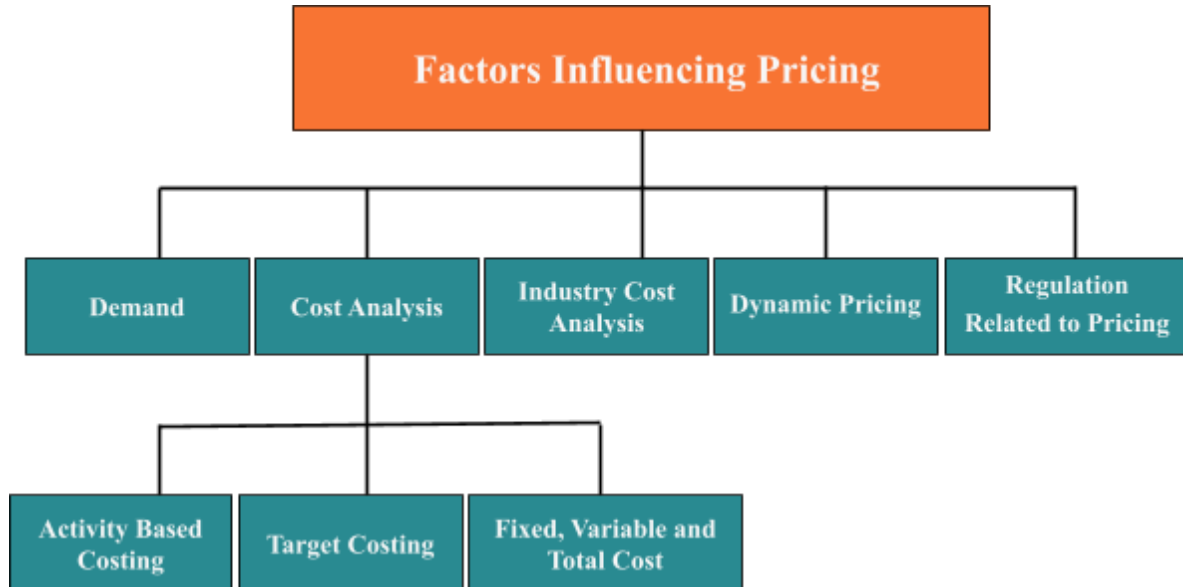 Factors Influencing Pricing
Demand
Cost Analysis
Industry Cost
Analysis
Dynamic Pricing
Regulation
Related to Pricing
Activity Based
Costing
Target Costing
Fixed, Variable and
Total Cost